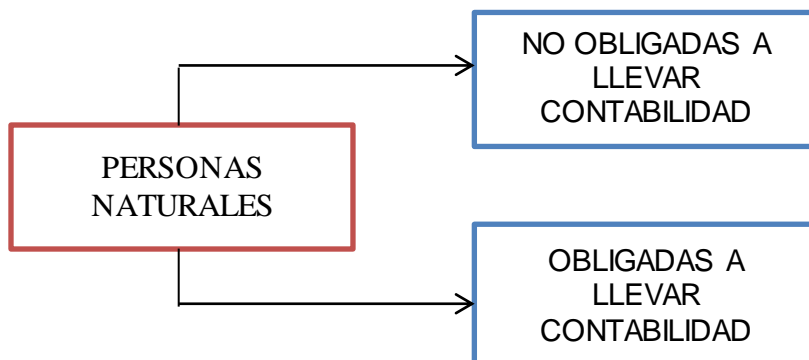 NO OBLIGADAS A
LLEVAR
CONTABILIDAD
PERSONAS
NATURALES
OBLIGADAS A
LLEVAR
CONTABILIDAD